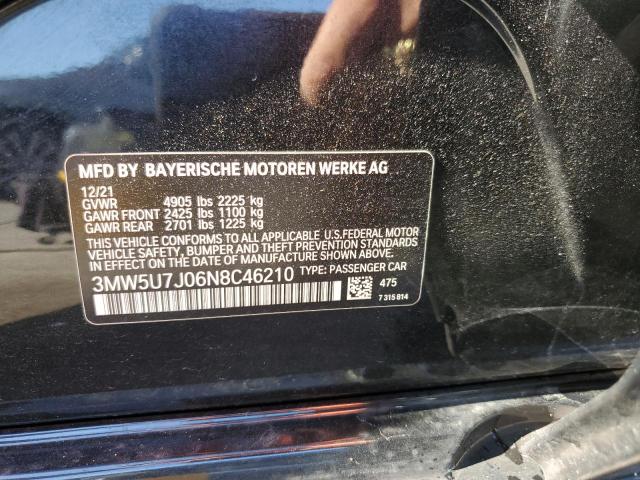 MFD BY BAYERISCHE MOTOREN WERKE AG
12/21
GVWR 4905 lbs 2225 kg
GAWR FRONT 2425 lbs 1100 kg
GAWR REAR 2701 lbs 1225 kg
THIS VEHICLE CONFORMS TO ALL APPLICABLE U.S.FEDERAL MOTOR
VEHICLE SAFETY, BUMPER AND THEFT PREVENTION STANDARDS
IN EFFECT ON THE DATE OF MANUFACTURE SHOWN ABOVE.
3MW5U7J06N8C46210 TYPE: PASSENGER CAR
475
7 315 814